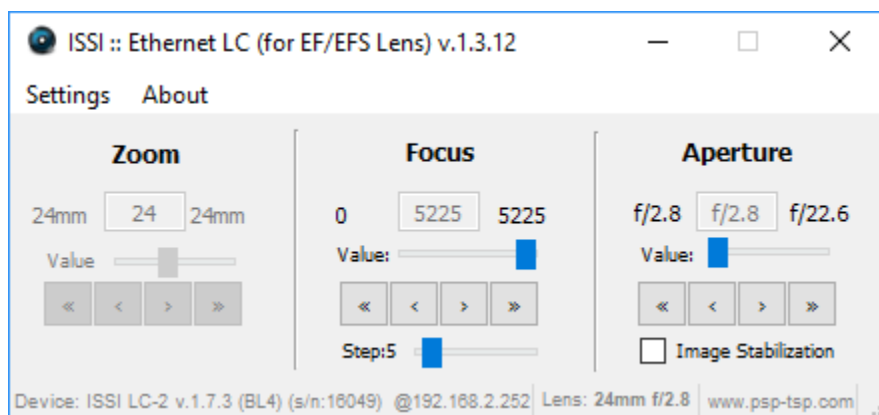 ISSI :: Ethernet LC (for EF/EFS Lens) v.1.3.12
Settings About
Zoom Focus Aperture
24mm 24 24mm 0 5225 5225 f/2.8 f/2.8 f/22.6
Value Value: Value:
« < > » « < > » « < > »
Step:5 Image Stabilization
Device: ISSI LC-2 v.1.7.3 (BL4) (s/n:16049) @192.168.2.252 Lens: 24mm f/2.8 www.psp-tsp.com